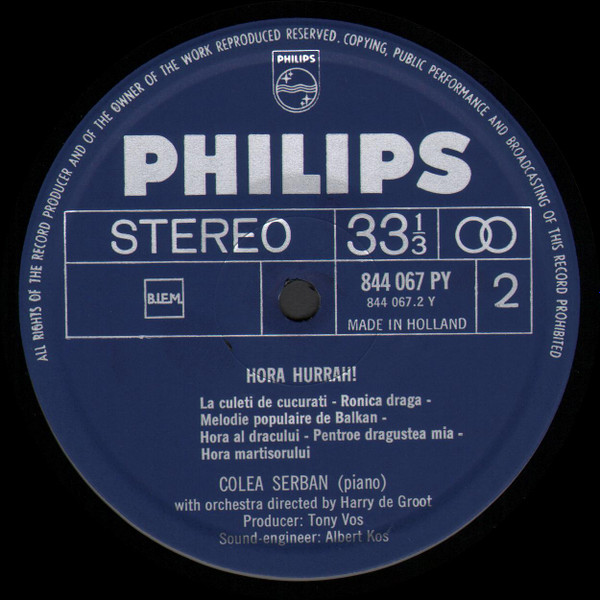 ALL RIGHTS OF THE RECORD PRODUCER AND OF THE OWNER OF THE WORK REPRODUCED RESERVED. COPYING, PUBLIC PERFORMANCE AND BROADCASTING OF THIS RECORD PROHIBITED
PHILIPS
PHILIPS
STEREO 33⅓
B.I.E.M. 844 067 PY 2
844 067.2 Y
MADE IN HOLLAND
HORA HURRAH!
La culeti de cucurati - Ronica draga -
Melodie populaire de Balkan -
Hora al dracului - Pentroe dragustea mia -
Hora martisorului
COLEA SERBAN (piano)
with orchestra directed by Harry de Groot
Producer: Tony Vos
Sound-engineer: Albert Kos